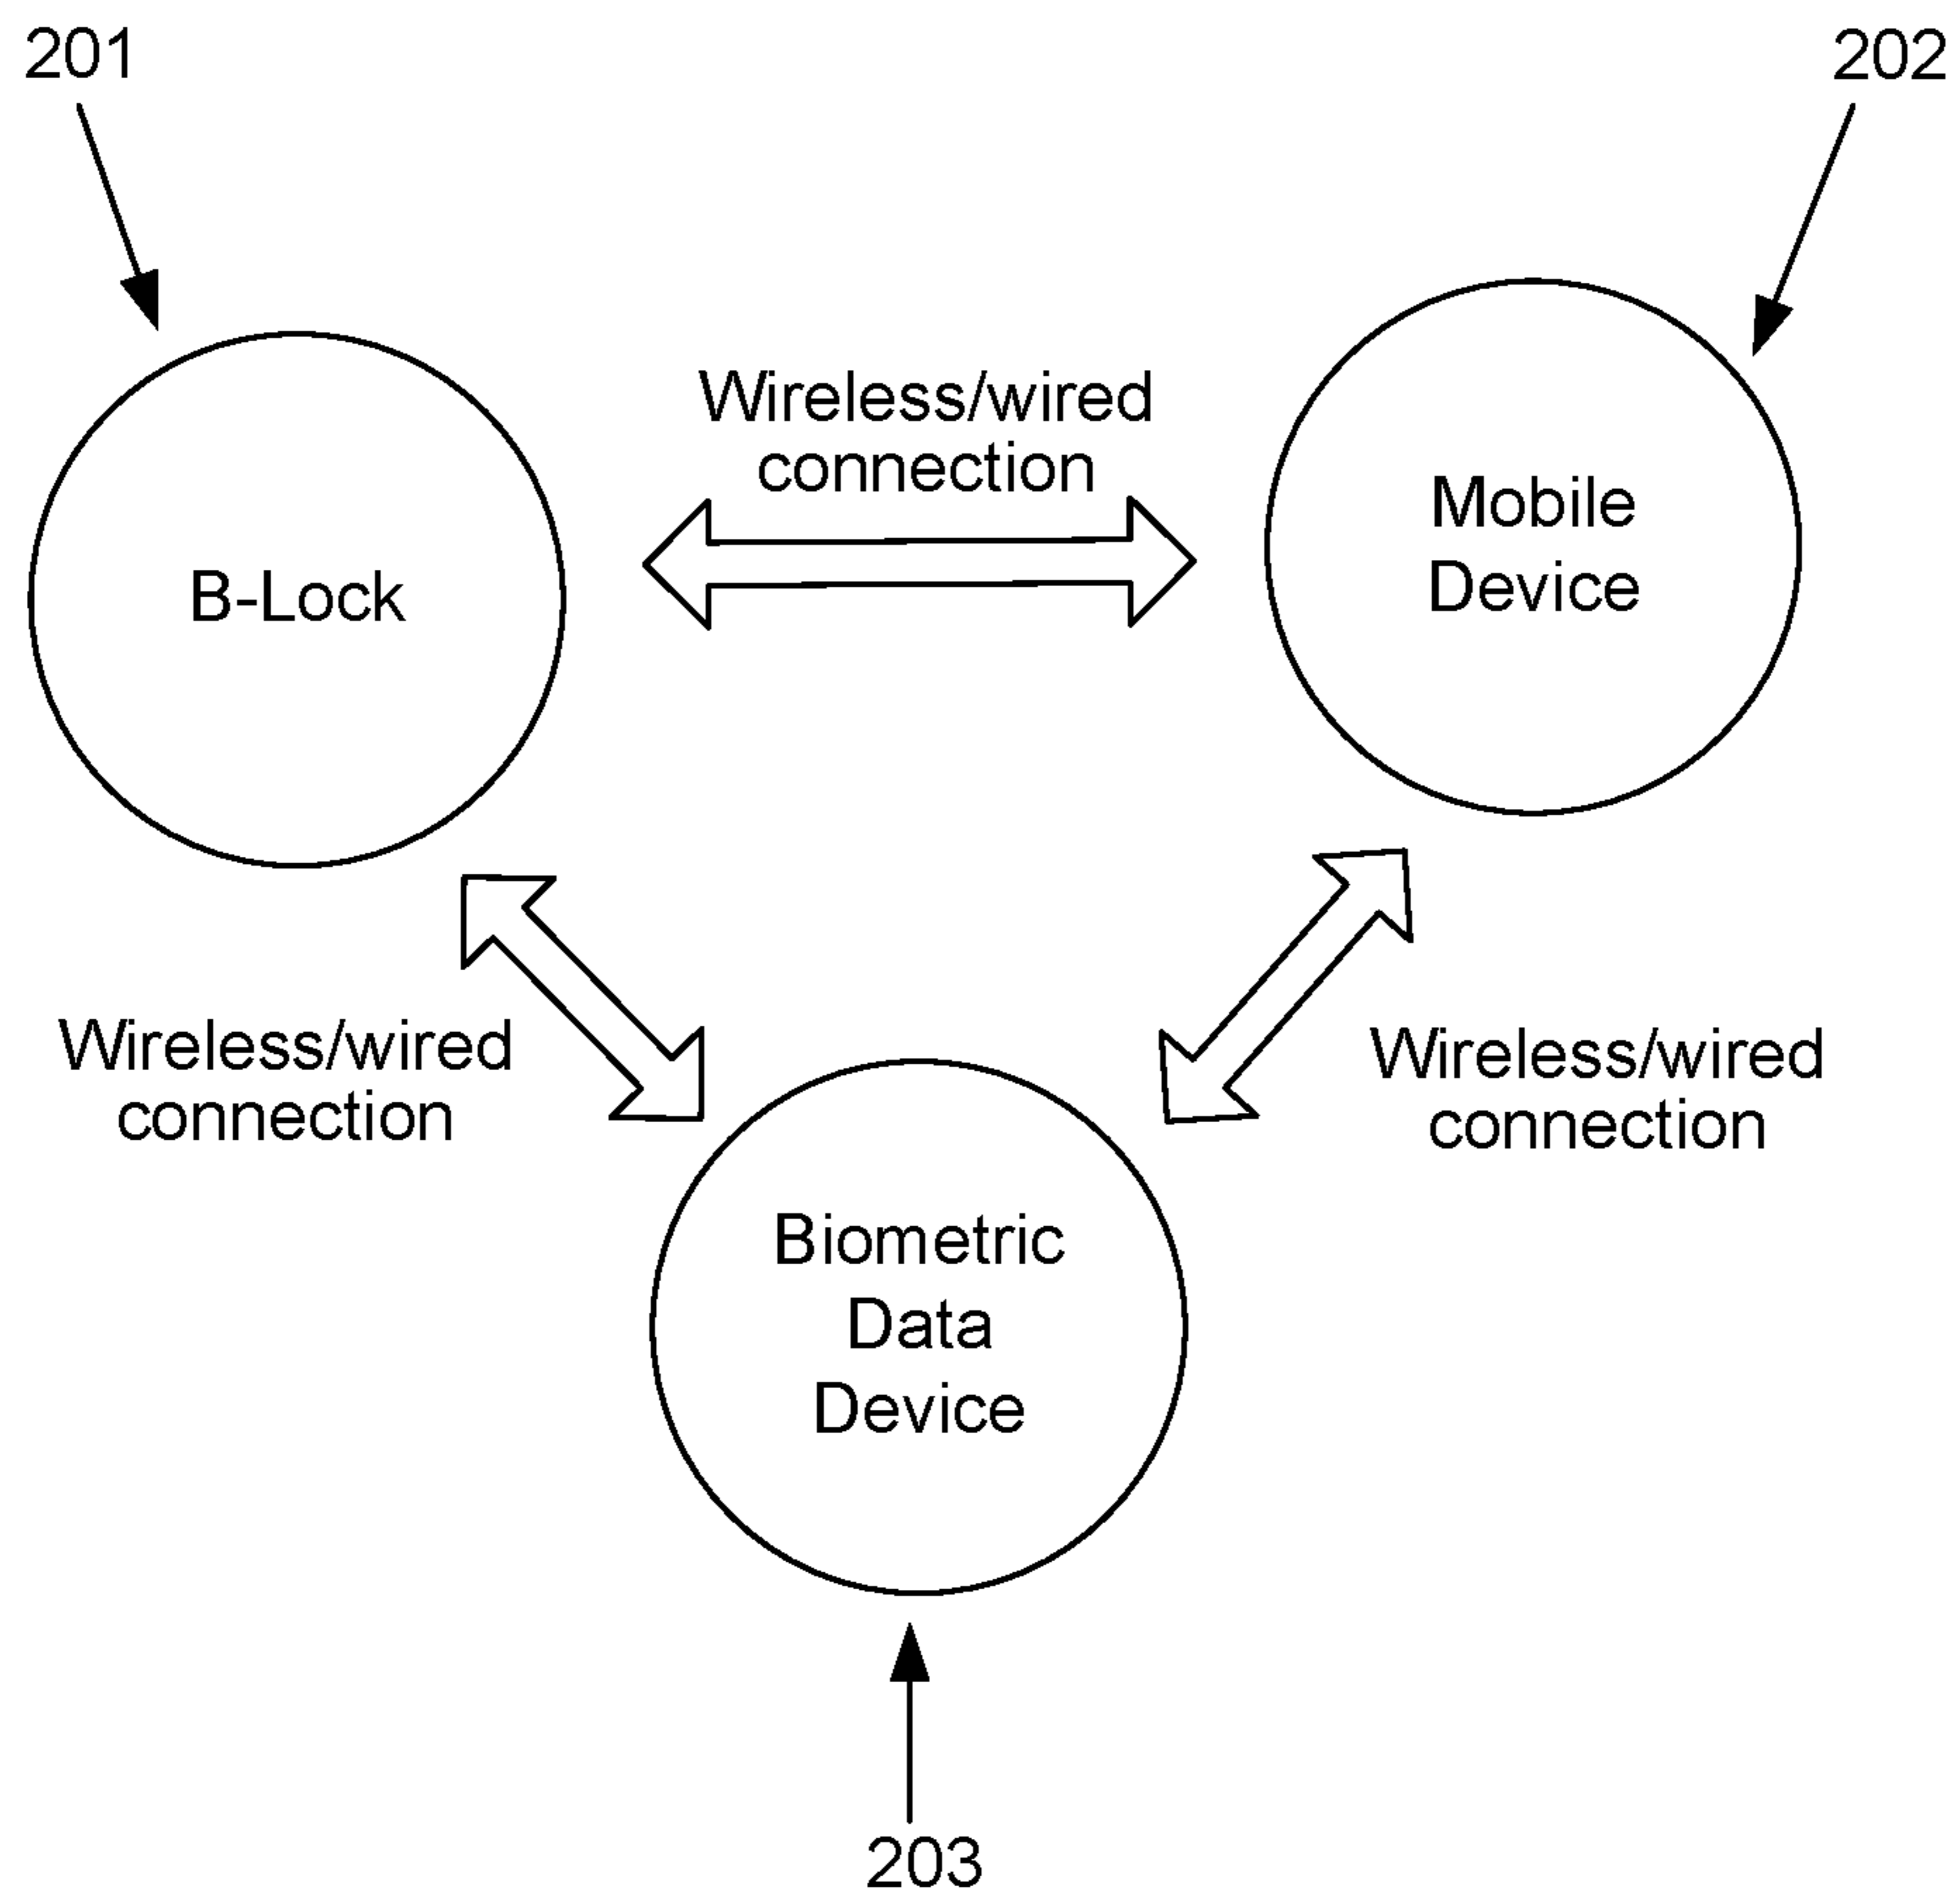 201
202
Wireless/wired
connection
Mobile
Device
B-Lock
Wireless/wired
connection
Wireless/wired
connection
Biometric
Data
Device
203